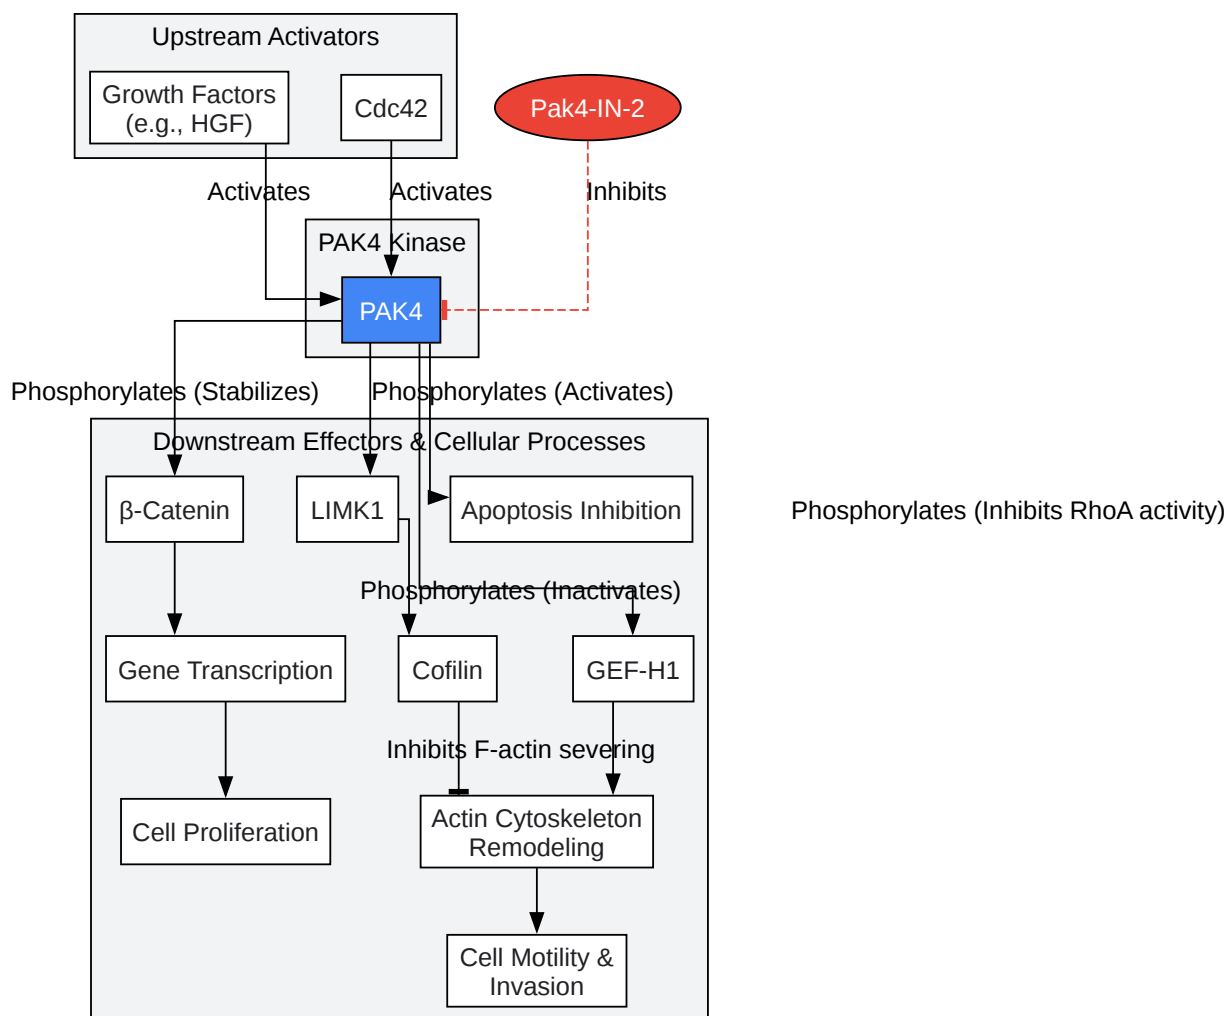 Upstream Activators
Growth Factors
(e.g., HGF)
Cdc42
Pak4-IN-2
Activates
Activates
Inhibits
PAK4 Kinase
PAK4
Phosphorylates (Stabilizes)
Phosphorylates (Activates)
Downstream Effectors & Cellular Processes
β-Catenin
LIMK1
Apoptosis Inhibition
Phosphorylates (Inhibits RhoA activity)
Phosphorylates (Inactivates)
Gene Transcription
Cofilin
GEF-H1
Inhibits F-actin severing
Cell Proliferation
Actin Cytoskeleton
Remodeling
Cell Motility &
Invasion